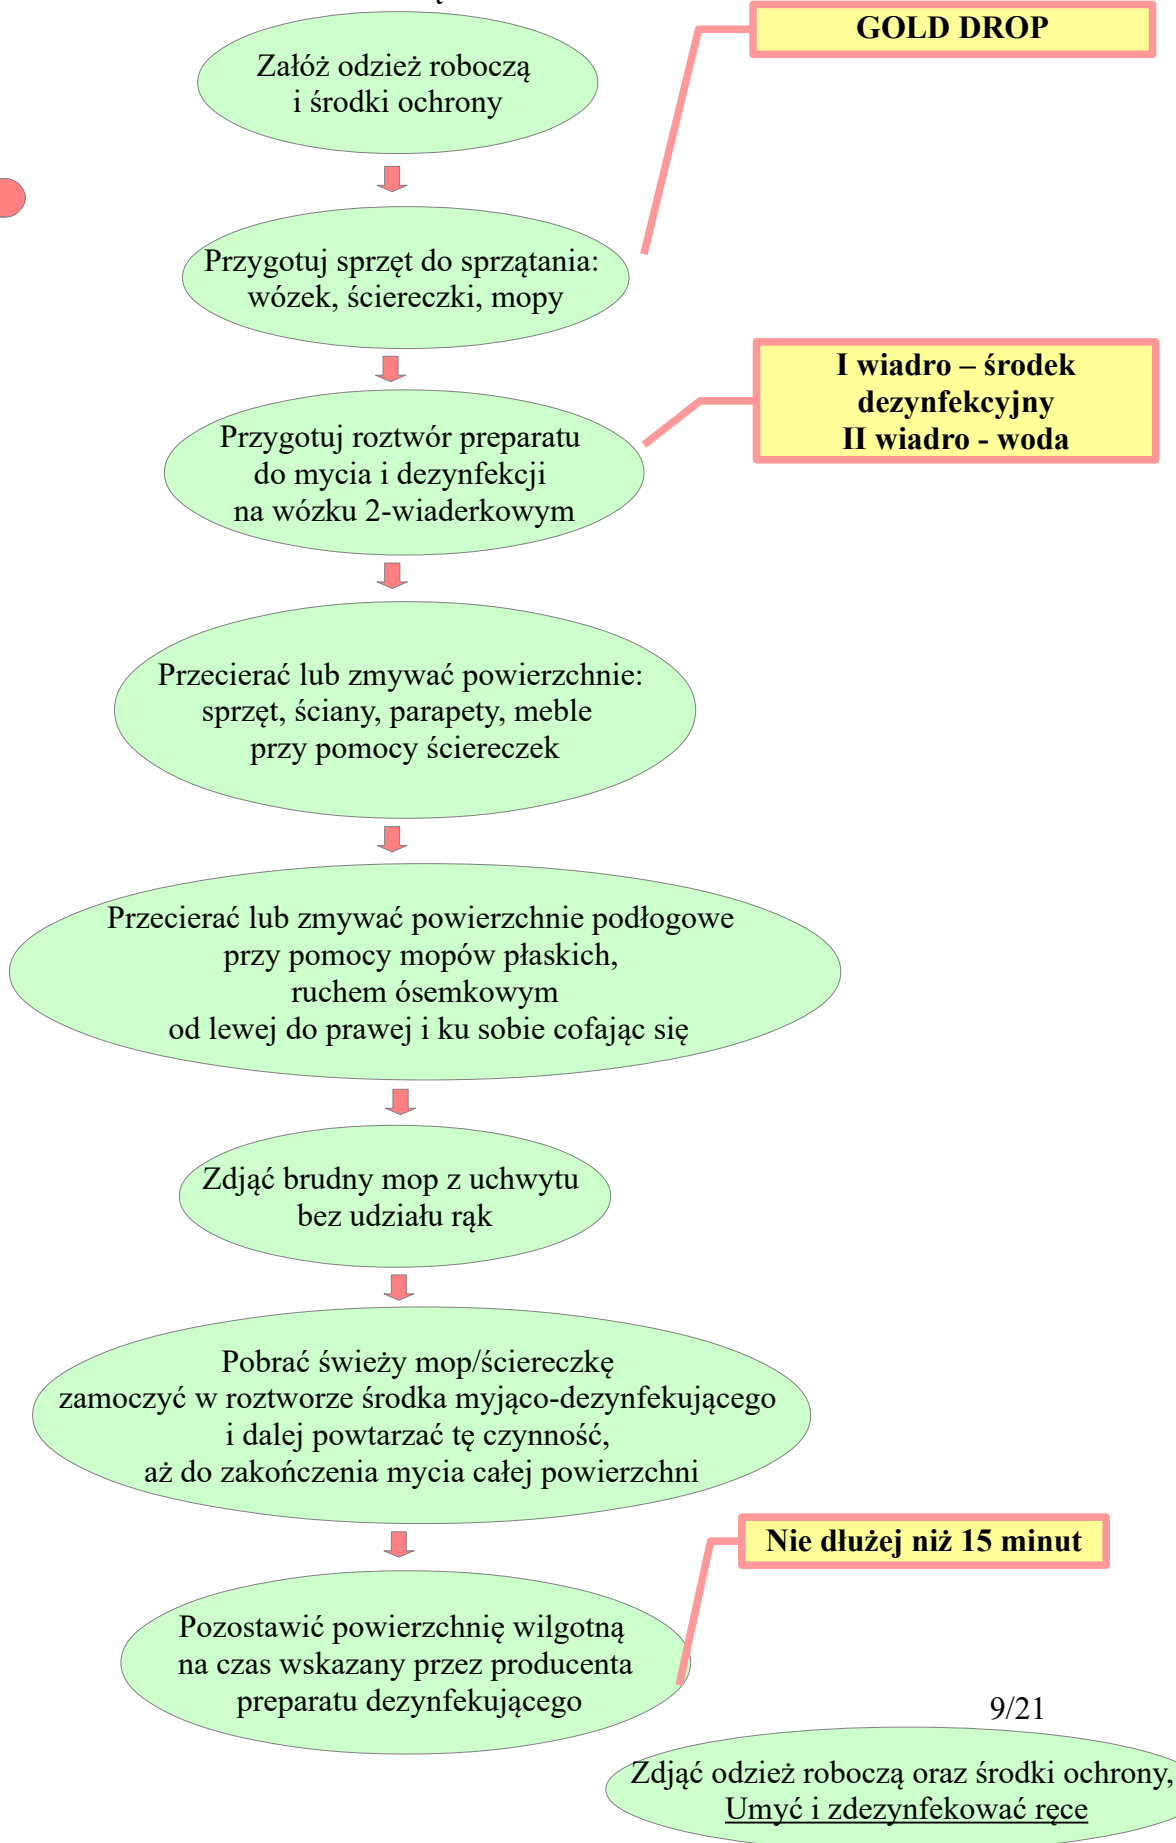 GOLD DROP
Załóż odzież roboczą
i środki ochrony
Przygotuj sprzęt do sprzątania:
wózek, ściereczki, mopy
I wiadro – środek
dezynfekcyjny
II wiadro - woda
Przygotuj roztwór preparatu
do mycia i dezynfekcji
na wózku 2-wiaderkowym
Przecierać lub zmywać powierzchnie:
sprzęt, ściany, parapety, meble
przy pomocy ściereczek
Przecierać lub zmywać powierzchnie podłogowe
przy pomocy mopów płaskich,
ruchem ósemkowym
od lewej do prawej i ku sobie cofając się
Zdjąć brudny mop z uchwytu
bez udziału rąk
Pobrać świeży mop/ściereczkę
zamoczyć w roztworze środka myjąco-dezynfekującego
i dalej powtarzać tę czynność,
aż do zakończenia mycia całej powierzchni
Nie dłużej niż 15 minut
Pozostawić powierzchnię wilgotną
na czas wskazany przez producenta
preparatu dezynfekującego
9/21
Zdjąć odzież roboczą oraz środki ochrony,
Umyć i zdezynfekować ręce